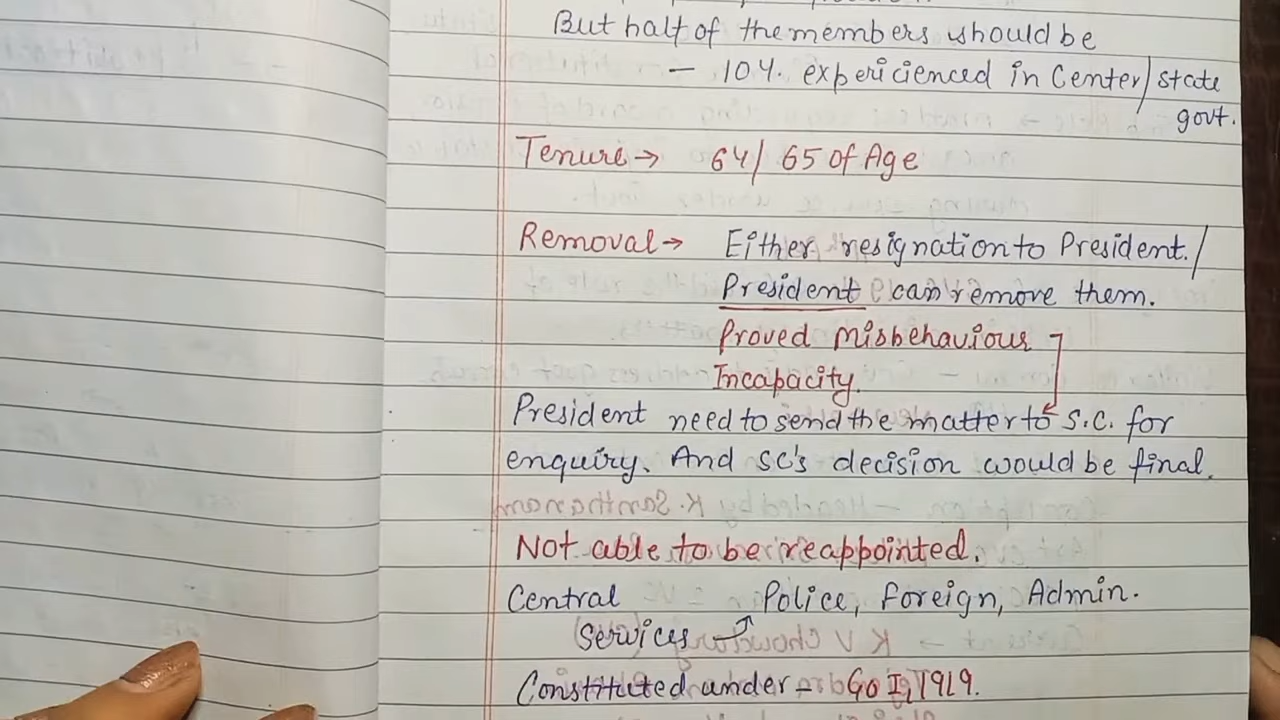 But half of the members should be
- 10 y. expericienced in Center/state
govt.
Tenure → 64/ 65 of Age
Removal → Either resignation to President./
President can remove them.
Proved Misbehaviour
Incapacity.
President need to send the matter to S.C. for
enquiry. And SC's decision would be final.
Not able to be reappointed.
Central Police, foreign, Admin.
Services →
Constituted under - GoI, 1919.